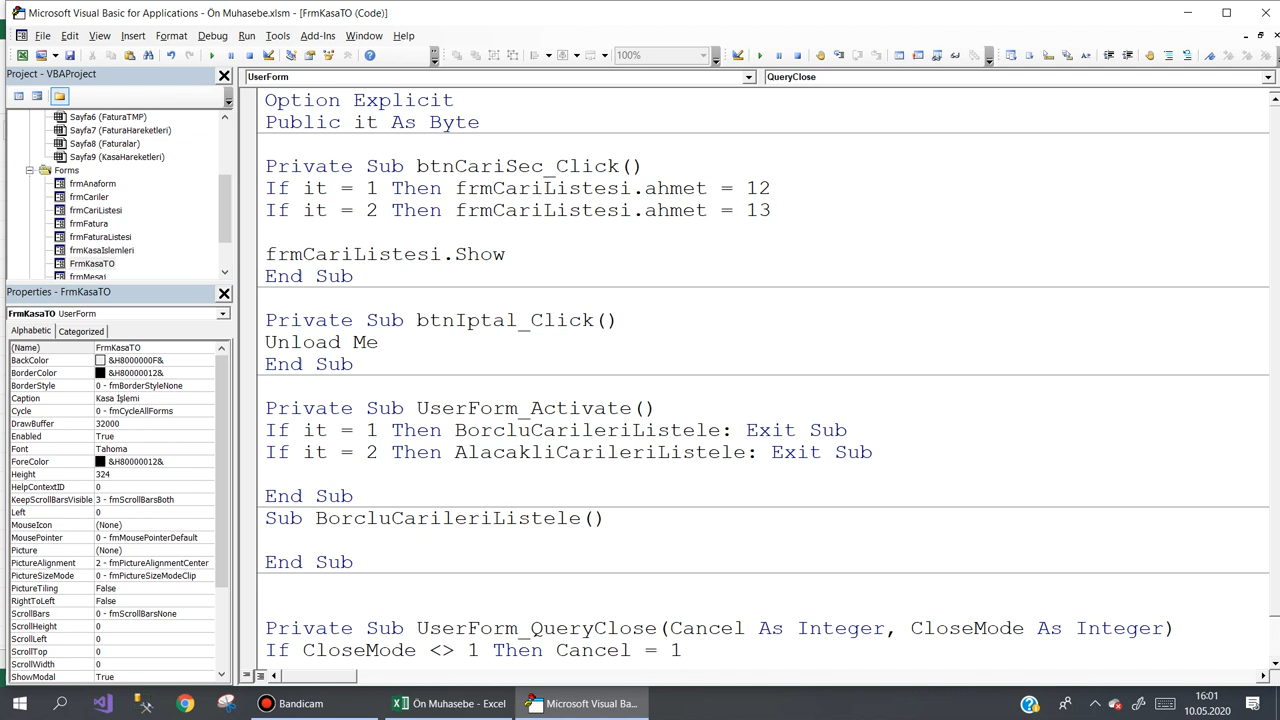 Microsoft Visual Basic for Applications - Ön Muhasebe.xlsm - [FrmKasaTO (Code)]
File Edit View Insert Format Debug Run Tools Add-Ins Window Help
100%
Project - VBAProject
Sayfa6 (FaturaTMP)
Sayfa7 (FaturaHareketleri)
Sayfa8 (Faturalar)
Sayfa9 (KasaHareketleri)
Forms
frmAnaform
frmCariler
frmCariListesi
frmFatura
frmFaturaListesi
frmKasaIslemleri
FrmKasaTO
frmMesaj
Properties - FrmKasaTO
FrmKasaTO UserForm
Alphabetic Categorized
(Name) FrmKasaTO
BackColor &H8000000F&
BorderColor &H80000012&
BorderStyle 0 - fmBorderStyleNone
Caption Kasa İşlemi
Cycle 0 - fmCycleAllForms
DrawBuffer 32000
Enabled True
Font Tahoma
ForeColor &H80000012&
Height 324
HelpContextID 0
KeepScrollBarsVisible 3 - fmScrollBarsBoth
Left 0
MouseIcon (None)
MousePointer 0 - fmMousePointerDefault
Picture (None)
PictureAlignment 2 - fmPictureAlignmentCenter
PictureSizeMode 0 - fmPictureSizeModeClip
PictureTiling False
RightToLeft False
ScrollBars 0 - fmScrollBarsNone
ScrollHeight 0
ScrollLeft 0
ScrollTop 0
ScrollWidth 0
ShowModal True
UserForm QueryClose
Option Explicit
Public it As Byte
Private Sub btnCariSec_Click()
If it = 1 Then frmCariListesi.ahmet = 12
If it = 2 Then frmCariListesi.ahmet = 13
frmCariListesi.Show
End Sub
Private Sub btnIptal_Click()
Unload Me
End Sub
Private Sub UserForm_Activate()
If it = 1 Then BorcluCarileriListele: Exit Sub
If it = 2 Then AlacakliCarileriListele: Exit Sub
End Sub
Sub BorcluCarileriListele()
End Sub
Private Sub UserForm_QueryClose(Cancel As Integer, CloseMode As Integer)
If CloseMode <> 1 Then Cancel = 1
Bandicam
Ön Muhasebe - Excel
Microsoft Visual Ba...
16:01
10.05.2020